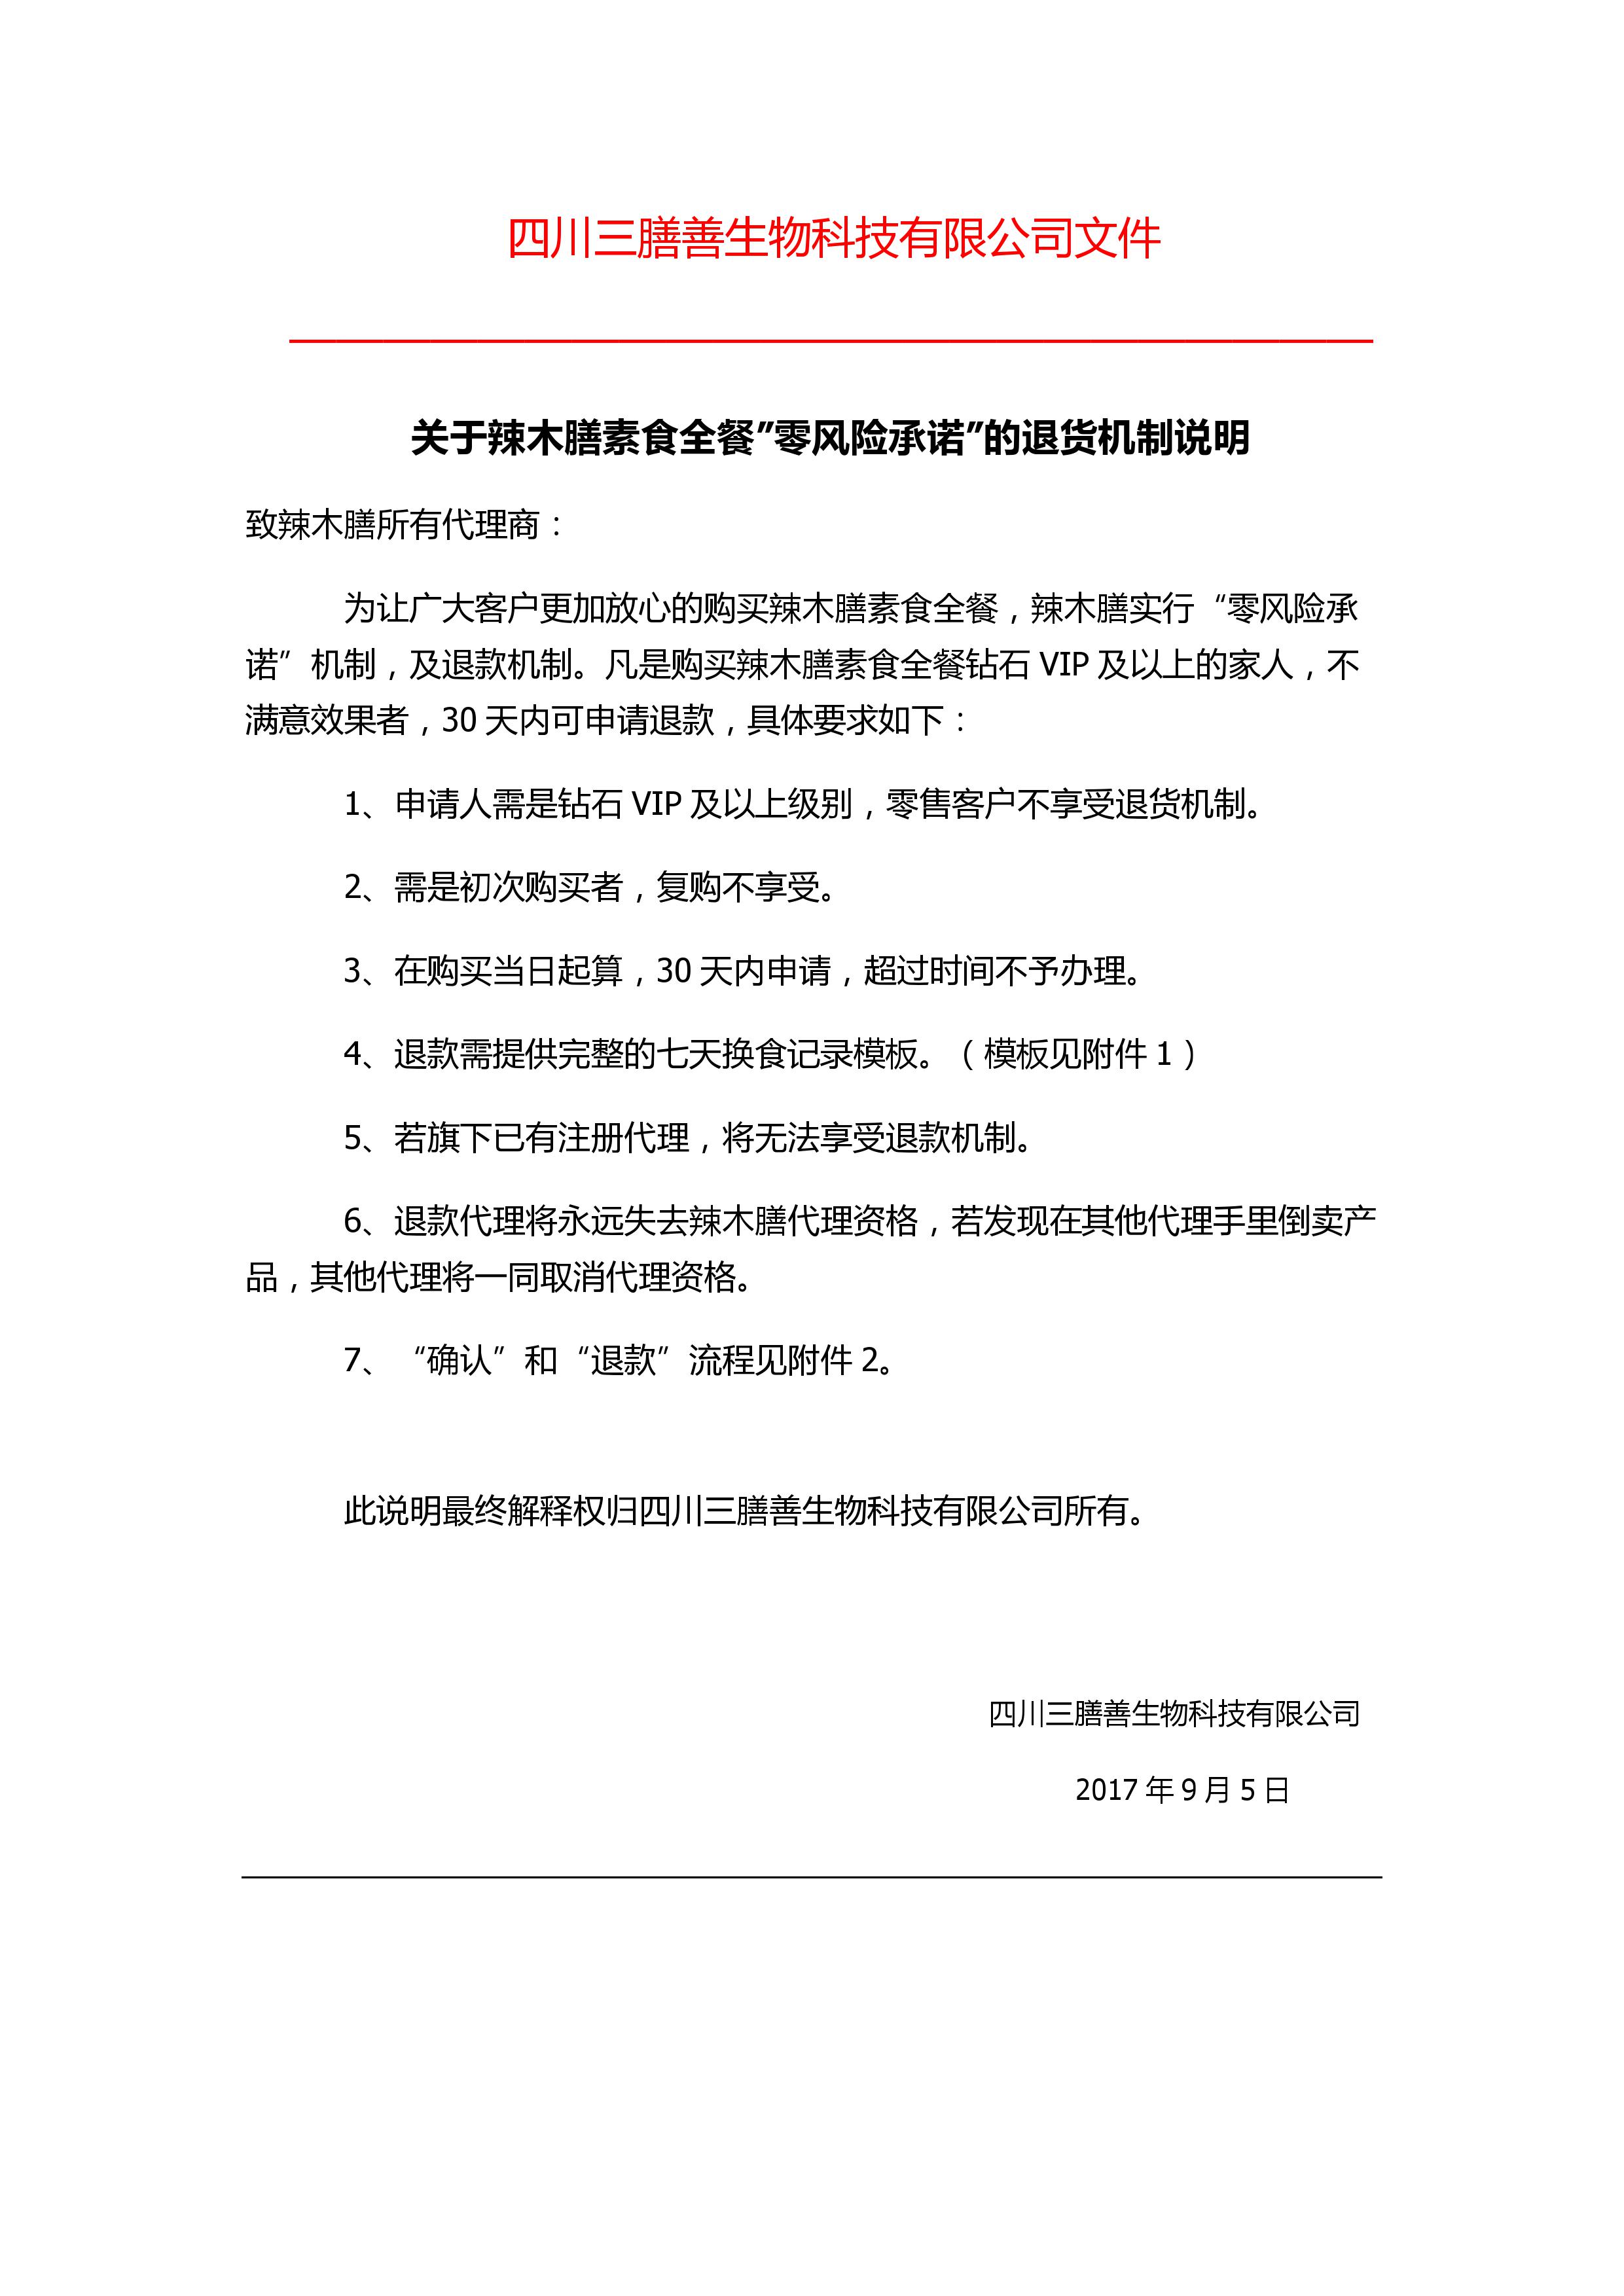 四川三膳善生物科技有限公司文件
关于辣木膳素食全餐”零风险承诺”的退货机制说明
致辣木膳所有代理商：
为让广大客户更加放心的购买辣木膳素食全餐，辣木膳实行“零风险承
诺”机制，及退款机制。凡是购买辣木膳素食全餐钻石 VIP 及以上的家人，不
满意效果者，30 天内可申请退款，具体要求如下：
1、申请人需是钻石 VIP 及以上级别，零售客户不享受退货机制。
2、需是初次购买者，复购不享受。
3、在购买当日起算，30 天内申请，超过时间不予办理。
4、退款需提供完整的七天换食记录模板。（模板见附件 1）
5、若旗下已有注册代理，将无法享受退款机制。
6、退款代理将永远失去辣木膳代理资格，若发现在其他代理手里倒卖产
品，其他代理将一同取消代理资格。
7、“确认”和“退款”流程见附件 2。
此说明最终解释权归四川三膳善生物科技有限公司所有。
四川三膳善生物科技有限公司
2017 年 9 月 5 日